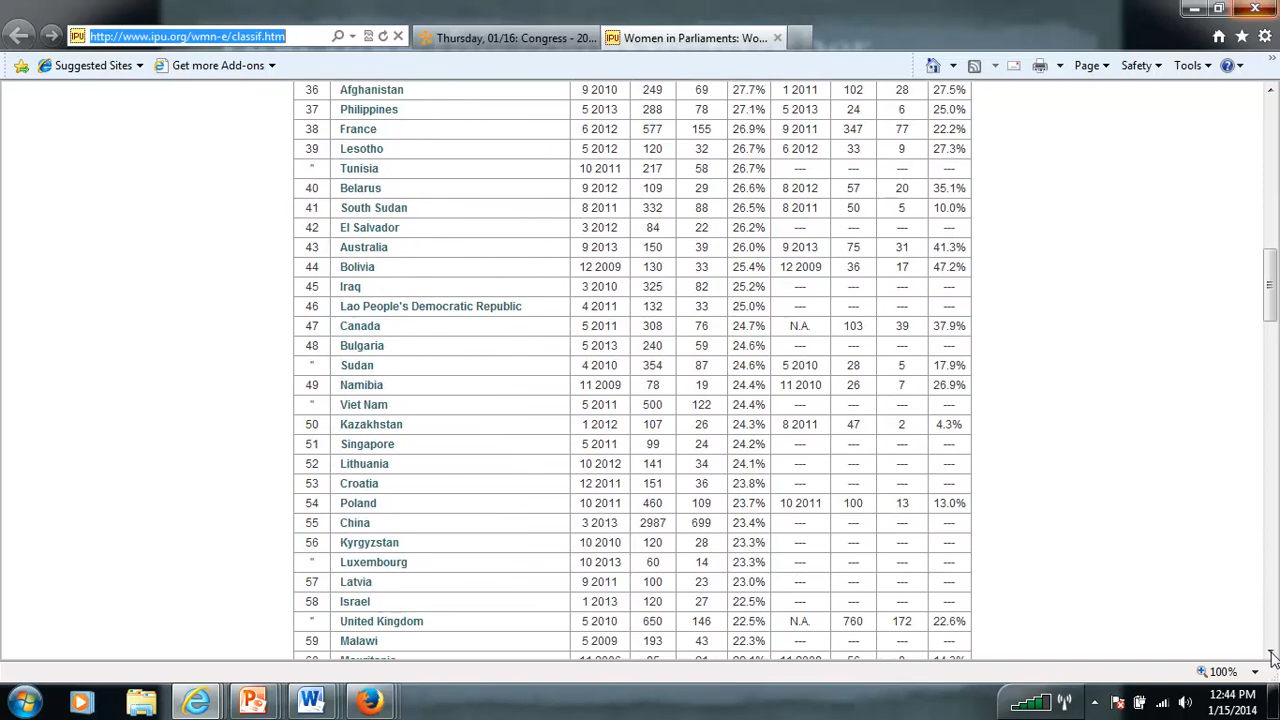 http://www.ipu.org/wmn-e/classif.htm
Thursday, 01/16: Congress - 20...
IPU Women in Parliaments: Wo...
Suggested Sites
Get more Add-ons
Page
Safety
Tools
36 Afghanistan 9 2010 249 69 27.7% 1 2011 102 28 27.5%
37 Philippines 5 2013 288 78 27.1% 5 2013 24 6 25.0%
38 France 6 2012 577 155 26.9% 9 2011 347 77 22.2%
39 Lesotho 5 2012 120 32 26.7% 6 2012 33 9 27.3%
" Tunisia 10 2011 217 58 26.7% --- --- --- ---
40 Belarus 9 2012 109 29 26.6% 8 2012 57 20 35.1%
41 South Sudan 8 2011 332 88 26.5% 8 2011 50 5 10.0%
42 El Salvador 3 2012 84 22 26.2% --- --- --- ---
43 Australia 9 2013 150 39 26.0% 9 2013 75 31 41.3%
44 Bolivia 12 2009 130 33 25.4% 12 2009 36 17 47.2%
45 Iraq 3 2010 325 82 25.2% --- --- --- ---
46 Lao People's Democratic Republic 4 2011 132 33 25.0% --- --- --- ---
47 Canada 5 2011 308 76 24.7% N.A. 103 39 37.9%
48 Bulgaria 5 2013 240 59 24.6% --- --- --- ---
" Sudan 4 2010 354 87 24.6% 5 2010 28 5 17.9%
49 Namibia 11 2009 78 19 24.4% 11 2010 26 7 26.9%
" Viet Nam 5 2011 500 122 24.4% --- --- --- ---
50 Kazakhstan 1 2012 107 26 24.3% 8 2011 47 2 4.3%
51 Singapore 5 2011 99 24 24.2% --- --- --- ---
52 Lithuania 10 2012 141 34 24.1% --- --- --- ---
53 Croatia 12 2011 151 36 23.8% --- --- --- ---
54 Poland 10 2011 460 109 23.7% 10 2011 100 13 13.0%
55 China 3 2013 2987 699 23.4% --- --- --- ---
56 Kyrgyzstan 10 2010 120 28 23.3% --- --- --- ---
" Luxembourg 10 2013 60 14 23.3% --- --- --- ---
57 Latvia 9 2011 100 23 23.0% --- --- --- ---
58 Israel 1 2013 120 27 22.5% --- --- --- ---
" United Kingdom 5 2010 650 146 22.5% N.A. 760 172 22.6%
59 Malawi 5 2009 193 43 22.3% --- --- --- ---
100%
12:44 PM
1/15/2014